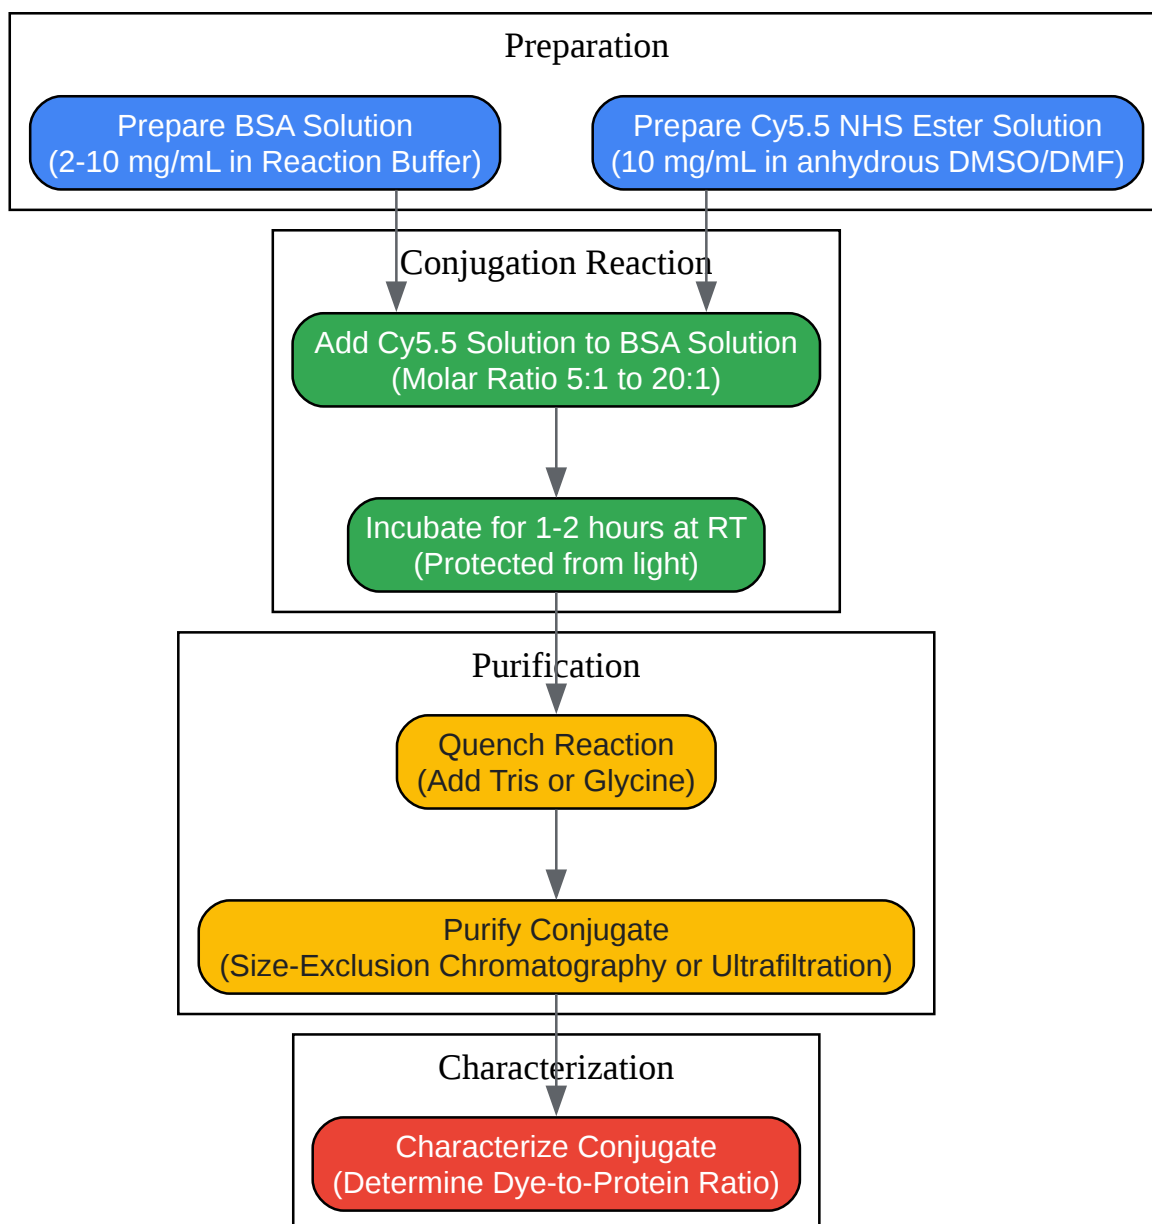 Preparation
Prepare BSA Solution
(2-10 mg/mL in Reaction Buffer)
Prepare Cy5.5 NHS Ester Solution
(10 mg/mL in anhydrous DMSO/DMF)
Conjugation Reaction
Add Cy5.5 Solution to BSA Solution
(Molar Ratio 5:1 to 20:1)
Incubate for 1-2 hours at RT
(Protected from light)
Purification
Quench Reaction
(Add Tris or Glycine)
Purify Conjugate
(Size-Exclusion Chromatography or Ultrafiltration)
Characterization
Characterize Conjugate
(Determine Dye-to-Protein Ratio)